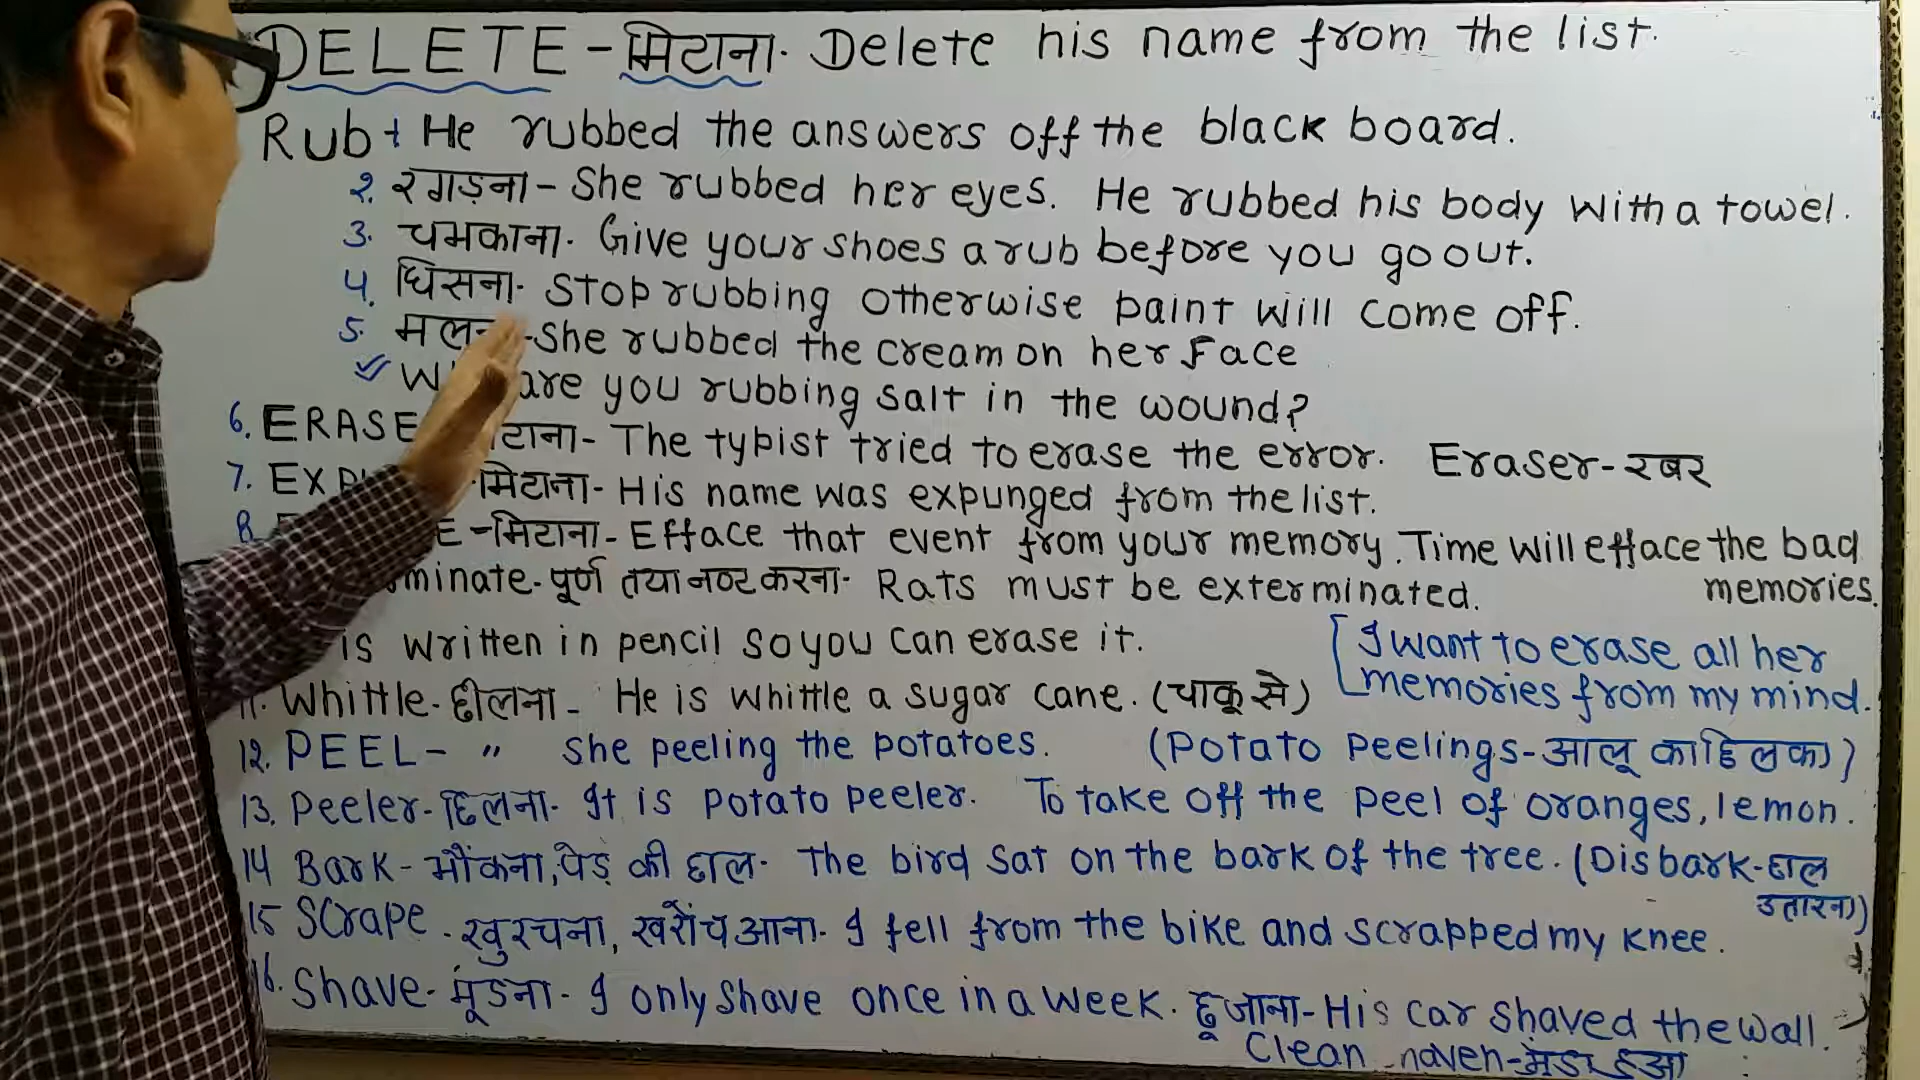 DELETE - मिटाना. Delete his name from the list.
Rub + He rubbed the answers off the black board.
२. रगड़ना - She rubbed her eyes. He rubbed his body with a towel.
3. चमकाना. Give your shoes a rub before you go out.
4. घिसना - Stop rubbing otherwise paint will come off.
5. मलना - She rubbed the cream on her Face
are you rubbing salt in the wound?
6. ERASE टाना - The typist tried to erase the error. Eraser - रबर
7. EXPU मिटाना - His name was expunged from the list.
8. E - मिटाना - Efface that event from your memory. Time will efface the bad
memories.
minate - पूर्ण तया नष्ट करना - Rats must be exterminated.
is written in pencil so you can erase it.
[I want to erase all her
memories from my mind.
11. Whittle - छीलना - He is whittle a sugar cane. (चाकू से)
12. PEEL - " She peeling the potatoes. (Potato peelings - आलू का छिलका)
13. Peeler - छिलना - It is potato peeler. To take off the peel of oranges, lemon.
14 Bark - भौंकना, पेड़ की छाल - The bird sat on the bark of the tree. (Disbark - छाल
उतारना)
15 Scrape - खुरचना, खरोंच आना - I fell from the bike and scrapped my knee.
16. Shave - मूंडना - I only shave once in a week. छू जाना - His car shaved the wall.
Clean